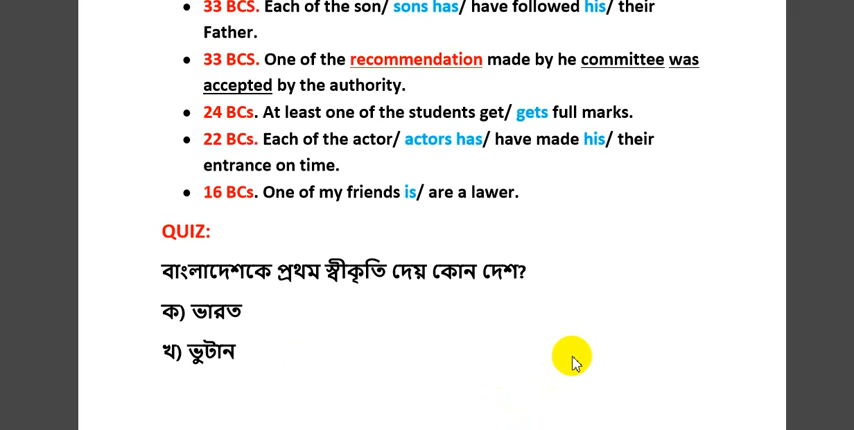 33 BCS. Each of the son/ sons has/ have followed his/ their
Father.
33 BCS. One of the recommendation made by he committee was
accepted by the authority.
24 BCs. At least one of the students get/ gets full marks.
22 BCs. Each of the actor/ actors has/ have made his/ their
entrance on time.
16 BCs. One of my friends is/ are a lawer.
QUIZ:
বাংলাদেশকে প্রথম স্বীকৃতি দেয় কোন দেশ?
ক) ভারত
খ) ভুটান